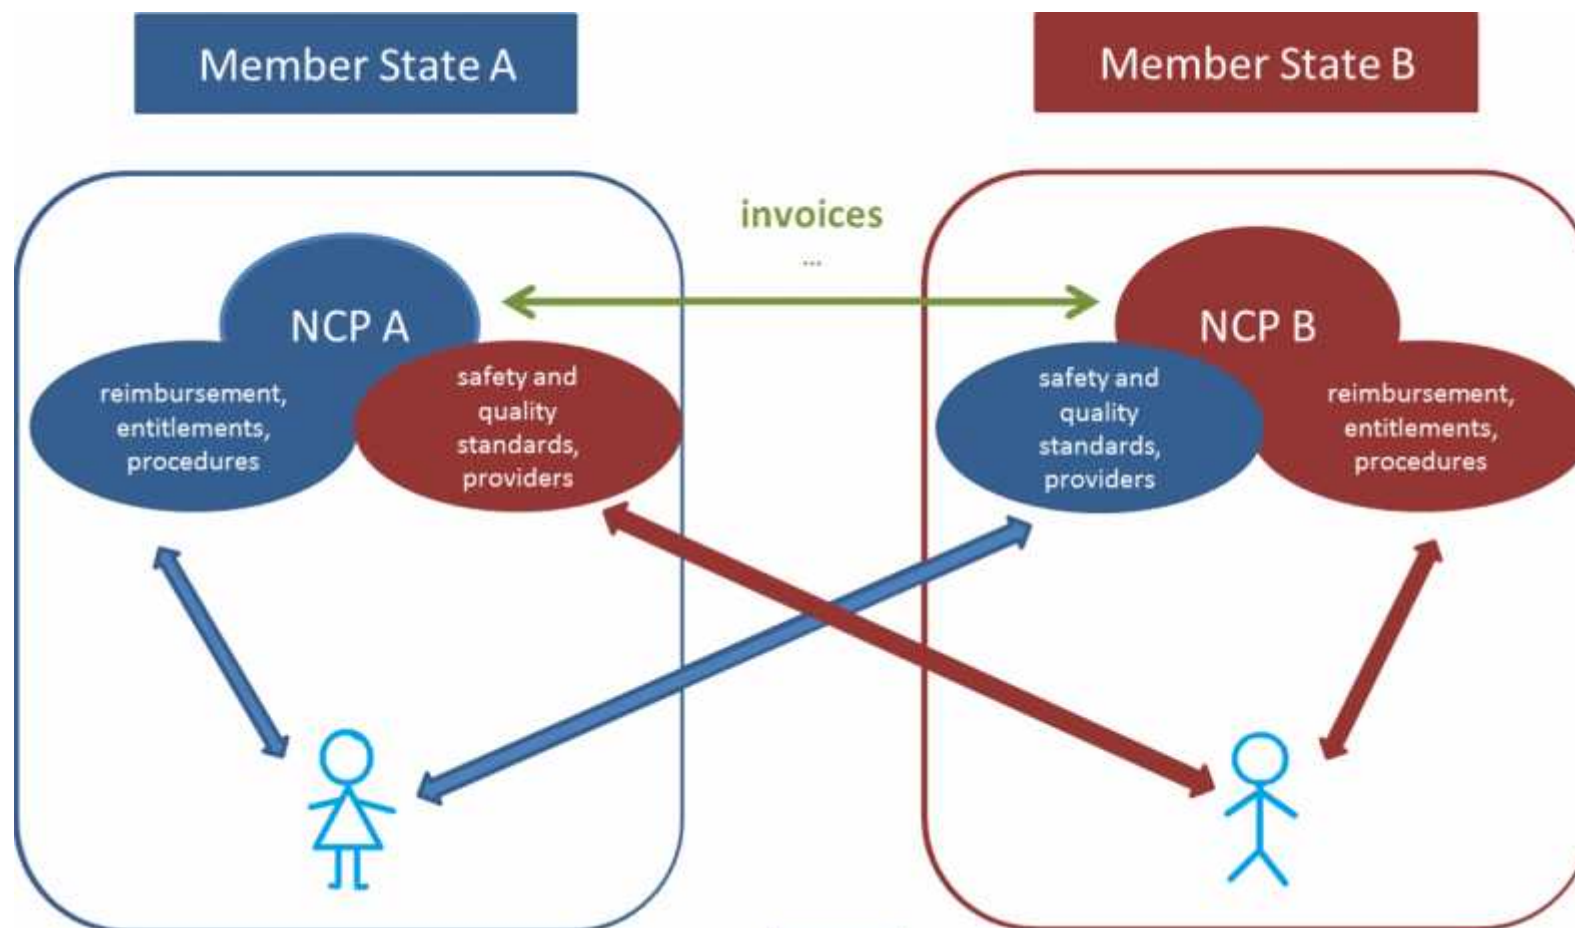 Member State A
Member State B
invoices
...
NCP A
reimbursement,
entitlements,
procedures
safety and
quality
standards,
providers
NCP B
safety and
quality
standards,
providers
reimbursement,
entitlements,
procedures